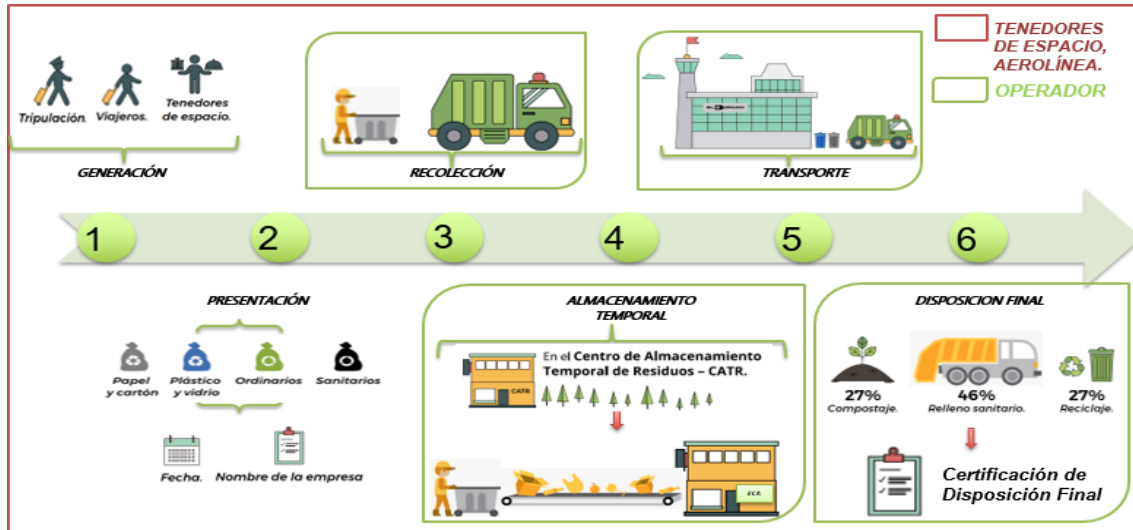 TENEDORES
DE ESPACIO,
AEROLÍNEA.
OPERADOR
Tripulación.
Viajeros.
Tenedores
de espacio.
GENERACIÓN
RECOLECCIÓN
TRANSPORTE
1
2
3
4
5
6
PRESENTACIÓN
Papel
y cartón
Plástico
y vidrio
Ordinarios
Sanitarios
Fecha.
Nombre de la empresa
ALMACENAMIENTO
TEMPORAL
En el Centro de Almacenamiento
Temporal de Residuos – CATR.
CATR
ECA
DISPOSICION FINAL
27%
Compostaje.
46%
Relleno sanitario.
27%
Reciclaje.
Certificación de
Disposición Final